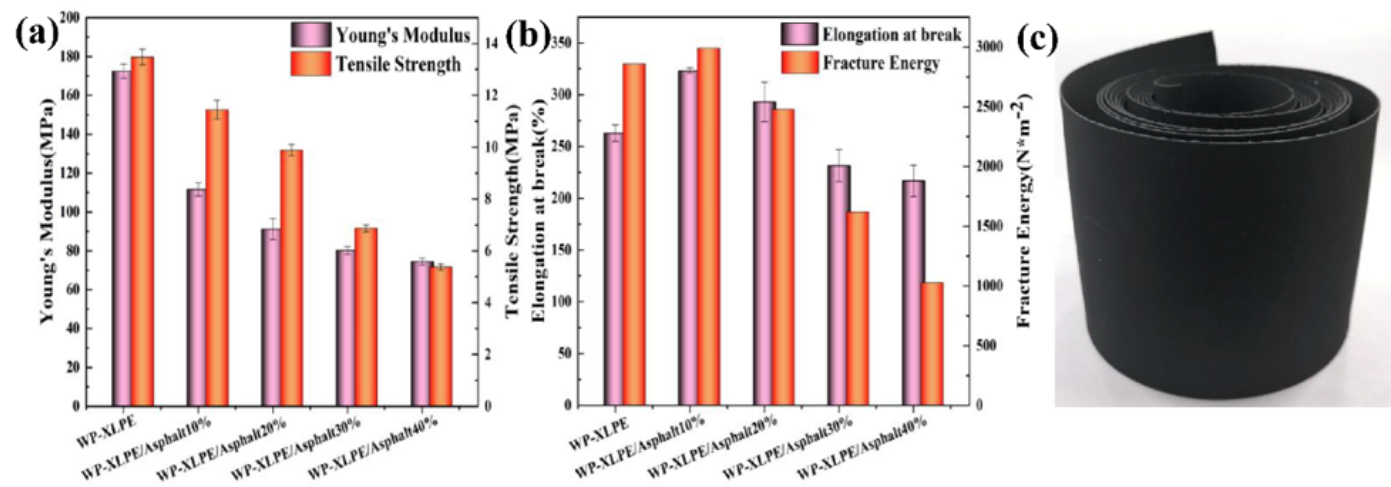 (a)
Young's Modulus(MPa)
200
180
160
140
120
100
80
60
40
20
0
Young's Modulus
Tensile Strength
14
12
10
8
6
4
2
0
Tensile Strength(MPa)
WP-XLPE
WP-XLPE/Asphalt10%
WP-XLPE/Asphalt20%
WP-XLPE/Asphalt30%
WP-XLPE/Asphalt40%
(b)
Elongation at break(%)
350
300
250
200
150
100
50
0
Elongation at break
Fracture Energy
3000
2500
2000
1500
1000
500
0
Fracture Energy(N*m⁻²)
WP-XLPE
WP-XLPE/Asphalt10%
WP-XLPE/Asphalt20%
WP-XLPE/Asphalt30%
WP-XLPE/Asphalt40%
(c)